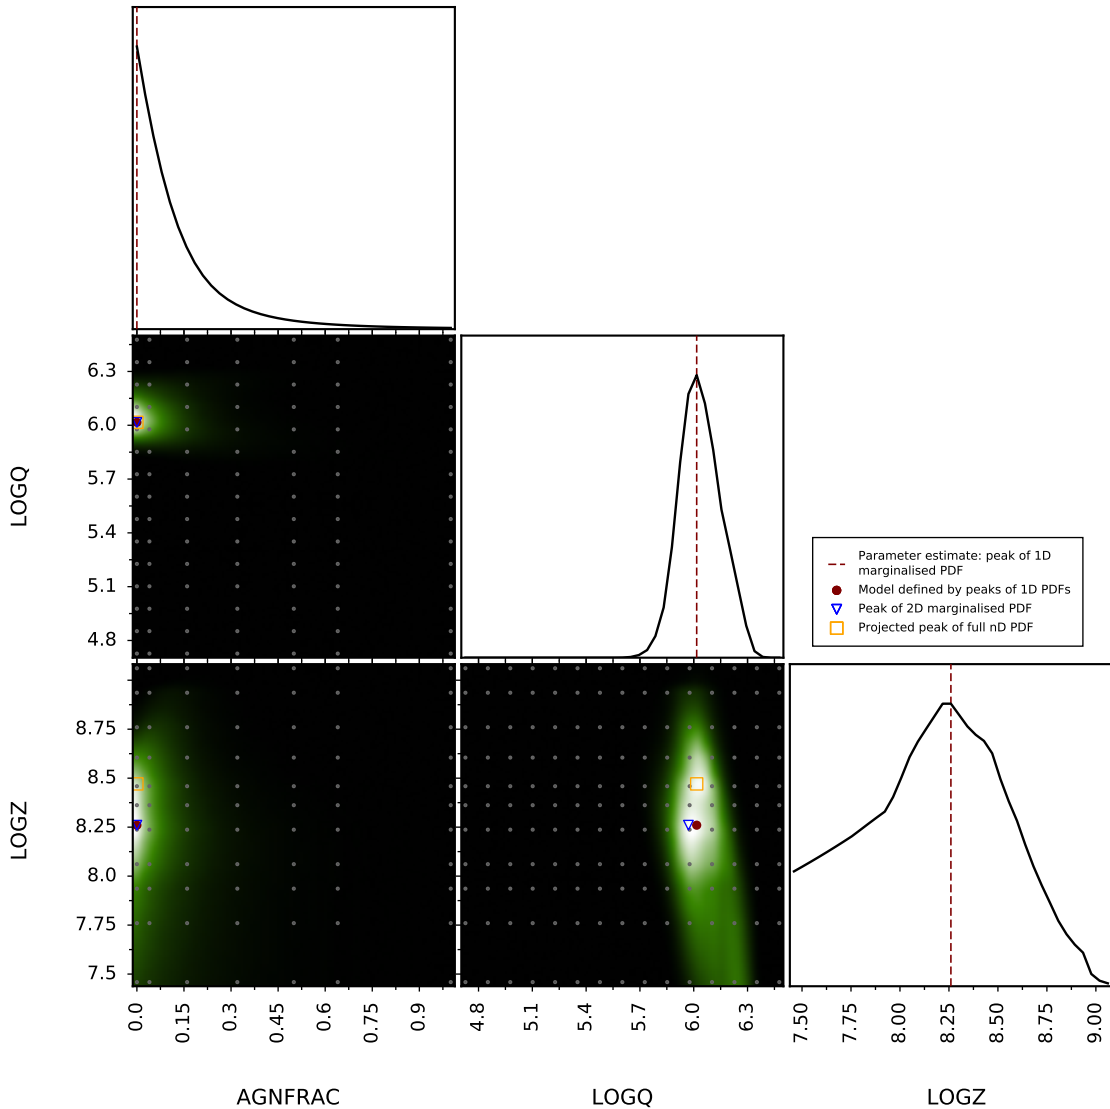 6.3
6.0
5.7
5.4
5.1
4.8
LOGQ
Parameter estimate: peak of 1D
marginalised PDF
Model defined by peaks of 1D PDFs
Peak of 2D marginalised PDF
Projected peak of full nD PDF
8.75
8.5
8.25
8.0
7.75
7.5
LOGZ
0.0 0.15 0.3 0.45 0.6 0.75 0.9
4.8 5.1 5.4 5.7 6.0 6.3
7.50 7.75 8.00 8.25 8.50 8.75 9.00
AGNFRAC LOGQ LOGZ